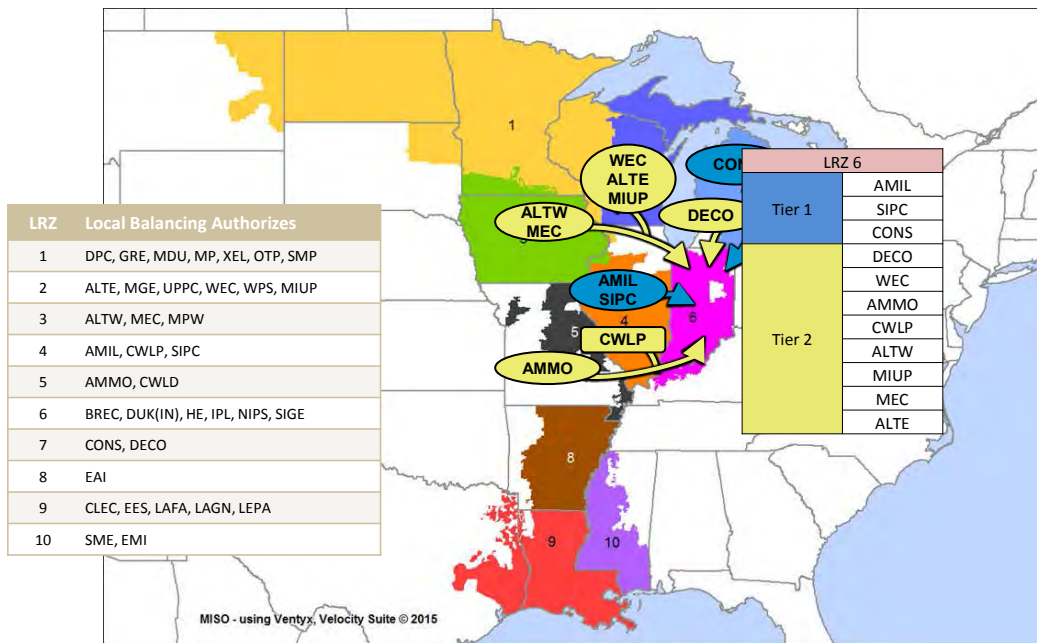 1
WEC
ALTE
MIUP
CON
LRZ 6
Tier 1
AMIL
SIPC
CONS
Tier 2
DECO
WEC
AMMO
CWLP
ALTW
MIUP
MEC
ALTE
ALTW
MEC
DECO
LRZ Local Balancing Authorizes
1 DPC, GRE, MDU, MP, XEL, OTP, SMP
2 ALTE, MGE, UPPC, WEC, WPS, MIUP
3 ALTW, MEC, MPW
4 AMIL, CWLP, SIPC
5 AMMO, CWLD
6 BREC, DUK(IN), HE, IPL, NIPS, SIGE
7 CONS, DECO
8 EAI
9 CLEC, EES, LAFA, LAGN, LEPA
10 SME, EMI
AMIL
SIPC
4
6
5
CWLP
AMMO
8
9
10
MISO - using Ventyx, Velocity Suite © 2015